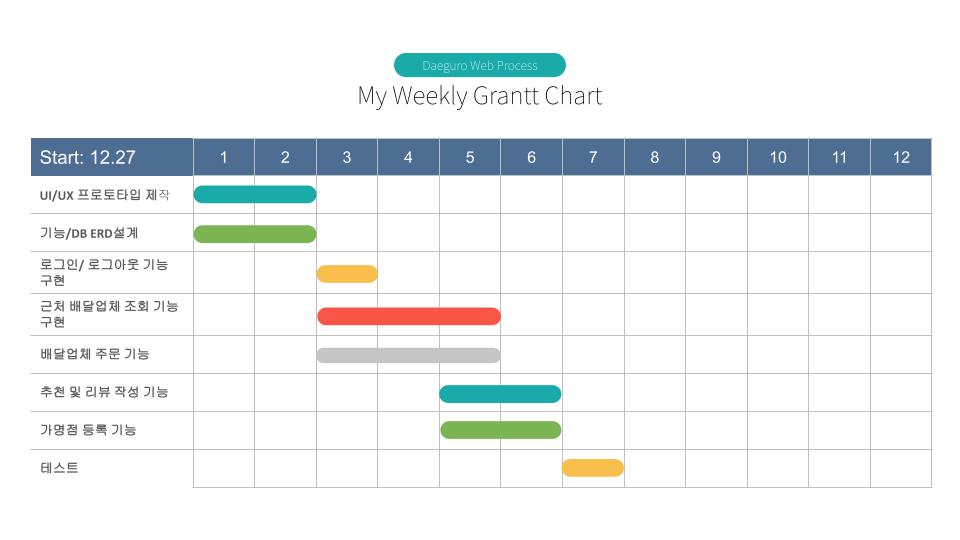 Daeguro Web Process
My Weekly Grantt Chart
Start: 12.27 1 2 3 4 5 6 7 8 9 10 11 12
UI/UX 프로토타입 제작
기능/DB ERD설계
로그인/ 로그아웃 기능
구현
근처 배달업체 조회 기능
구현
배달업체 주문 기능
추천 및 리뷰 작성 기능
가명점 등록 기능
테스트